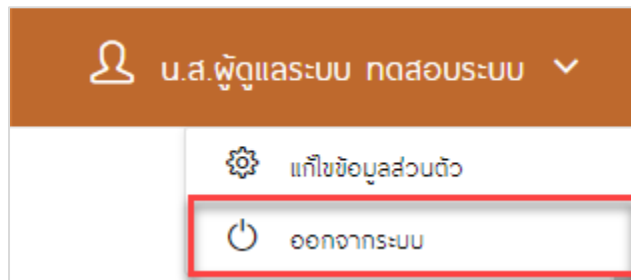 น.ส.ผู้ดูแลระบบ ทดสอบระบบ
แก้ไขข้อมูลส่วนตัว
ออกจากระบบ